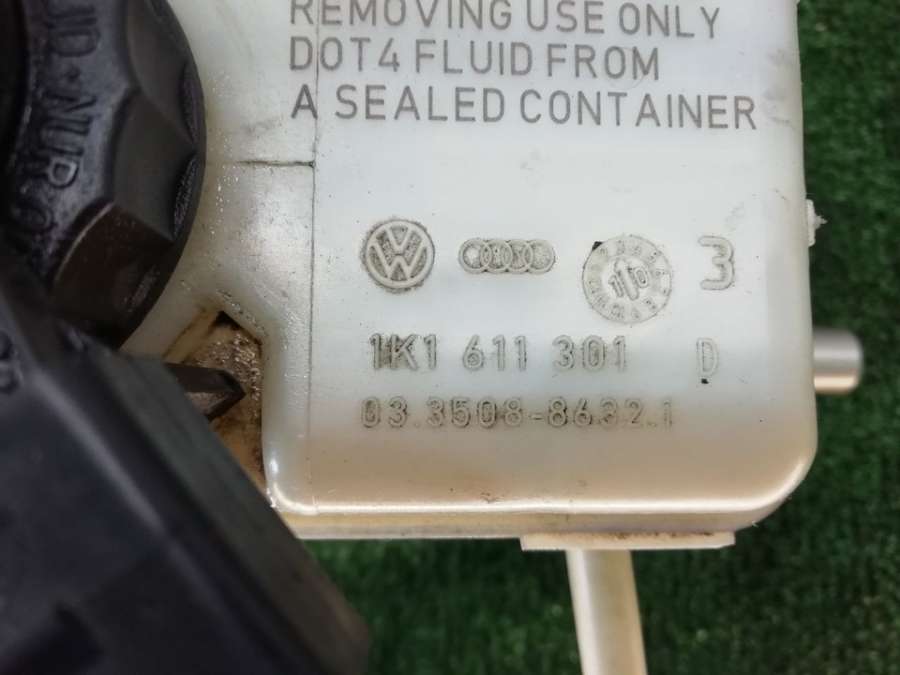 REMOVING USE ONLY
DOT4 FLUID FROM
A SEALED CONTAINER
3
1K1 611 301 D
03.3508-8632.1